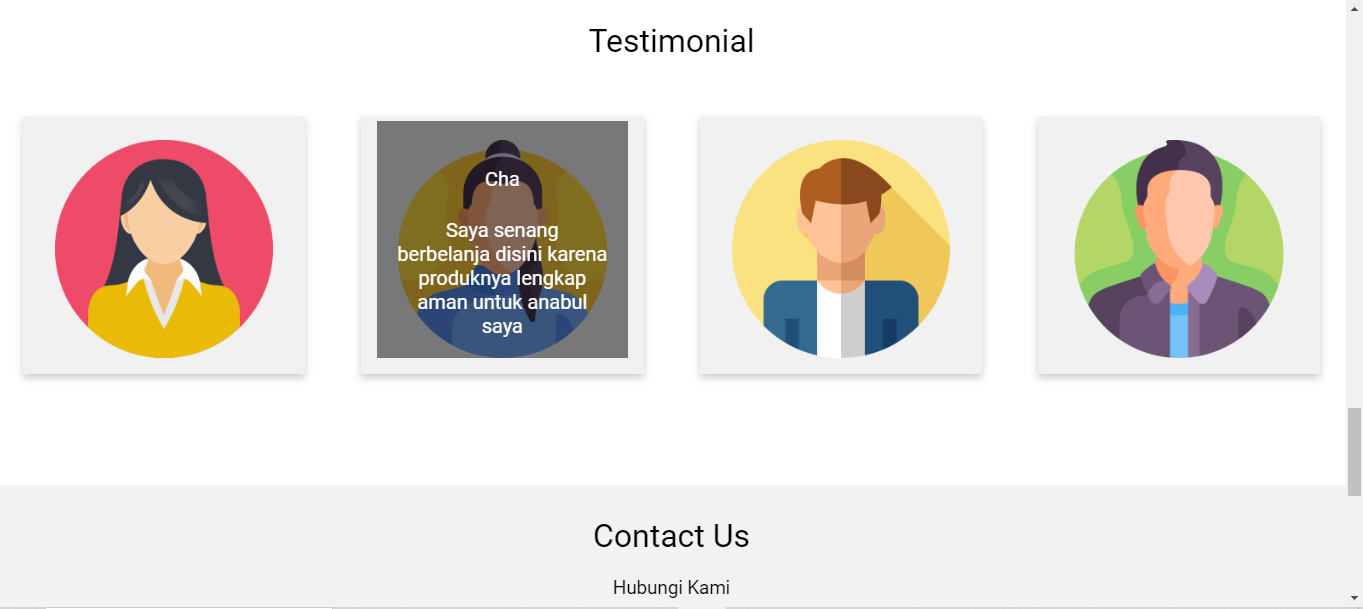 Testimonial
Cha
Saya senang
berbelanja disini karena
produknya lengkap
aman untuk anabul
saya
Contact Us
Hubungi Kami